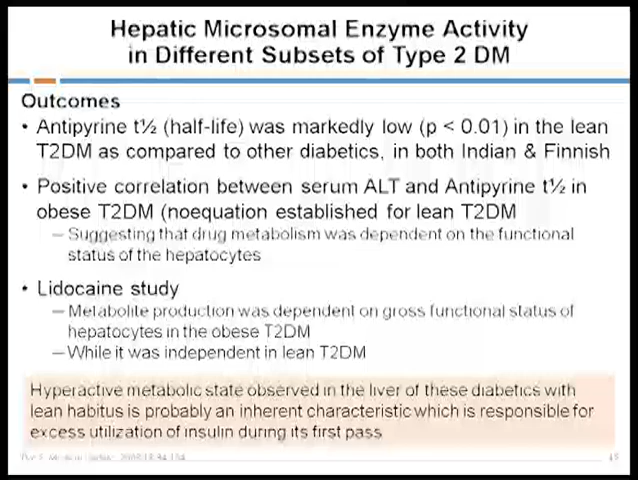 Hepatic Microsomal Enzyme Activity
in Different Subsets of Type 2 DM
Outcomes
• Antipyrine t½ (half-life) was markedly low (p < 0.01) in the lean
T2DM as compared to other diabetics, in both Indian & Finnish
• Positive correlation between serum ALT and Antipyrine t½ in
obese T2DM (noequation established for lean T2DM
– Suggesting that drug metabolism was dependent on the functional
status of the hepatocytes
• Lidocaine study
– Metabolite production was dependent on gross functional status of
hepatocytes in the obese T2DM
– While it was independent in lean T2DM
Hyperactive metabolic state observed in the liver of these diabetics with
lean habitus is probably an inherent characteristic which is responsible for
excess utilization of insulin during its first pass